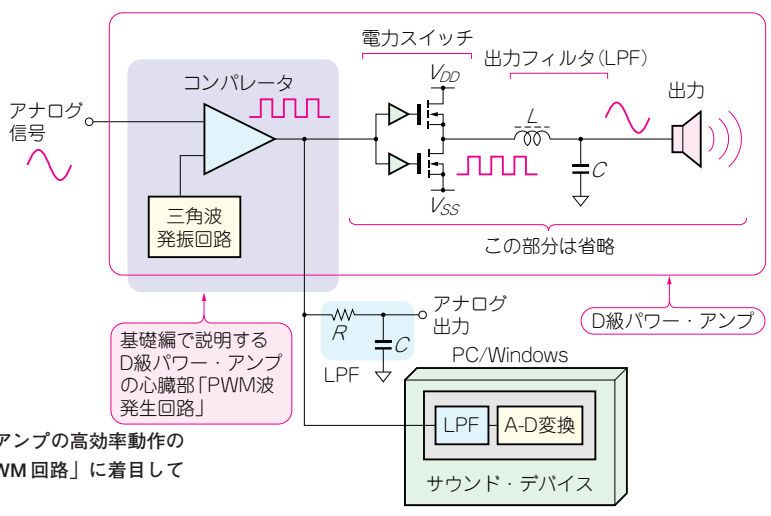 電力スイッチ
出力フィルタ(LPF)
コンパレータ
VDD
出力
アナログ
信号
L
C
VSS
三角波
発振回路
この部分は省略
アナログ
出力
D級パワー・アンプ
R
C
LPF
基礎編で説明する
D級パワー・アンプ
の心臓部「PWM波
発生回路」
PC/Windows
LPF
A-D変換
サウンド・デバイス
アンプの高効率動作の
WM回路」に着目して